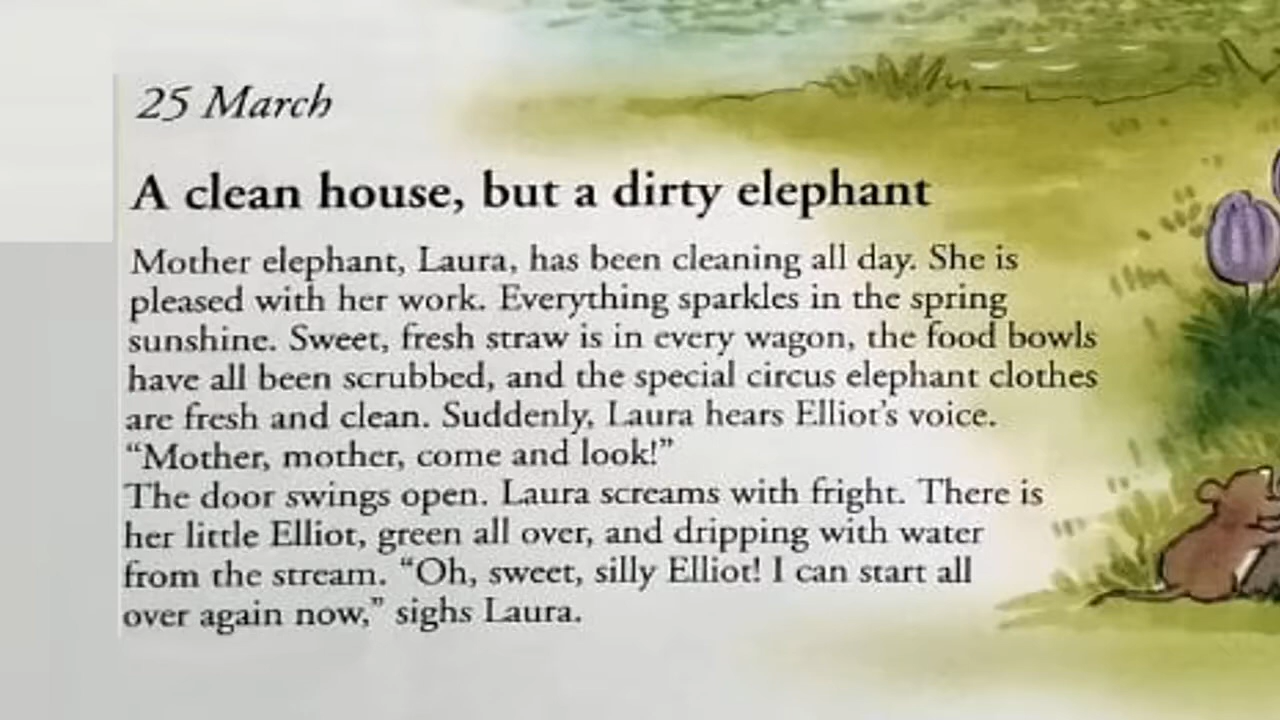 25 March
A clean house, but a dirty elephant
Mother elephant, Laura, has been cleaning all day. She is
pleased with her work. Everything sparkles in the spring
sunshine. Sweet, fresh straw is in every wagon, the food bowls
have all been scrubbed, and the special circus elephant clothes
are fresh and clean. Suddenly, Laura hears Elliot's voice.
“Mother, mother, come and look!”
The door swings open. Laura screams with fright. There is
her little Elliot, green all over, and dripping with water
from the stream. “Oh, sweet, silly Elliot! I can start all
over again now,” sighs Laura.